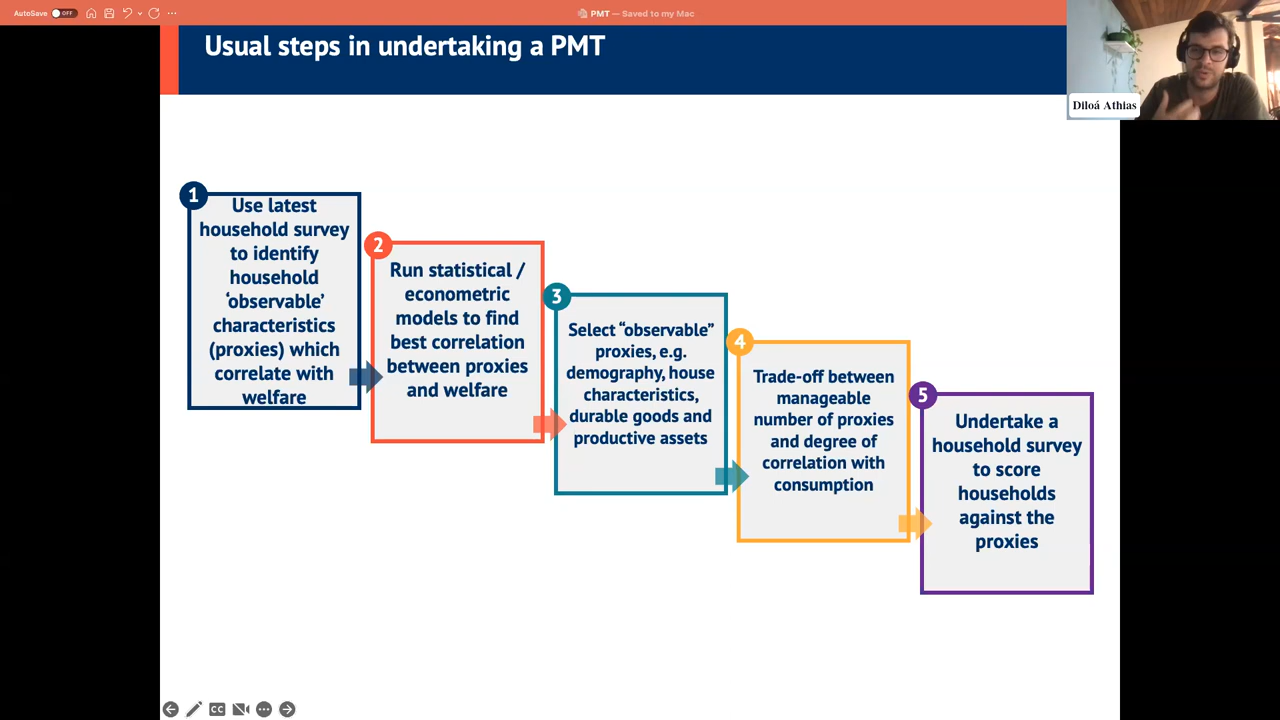 AutoSave OFF
PMT — Saved to my Mac
Usual steps in undertaking a PMT
Diloá Athias
1
Use latest
household survey
to identify
household
‘observable’
characteristics
(proxies) which
correlate with
welfare
2
Run statistical /
econometric
models to find
best correlation
between proxies
and welfare
3
Select “observable”
proxies, e.g.
demography, house
characteristics,
durable goods and
productive assets
4
Trade-off between
manageable
number of proxies
and degree of
correlation with
consumption
5
Undertake a
household survey
to score
households
against the
proxies
CC